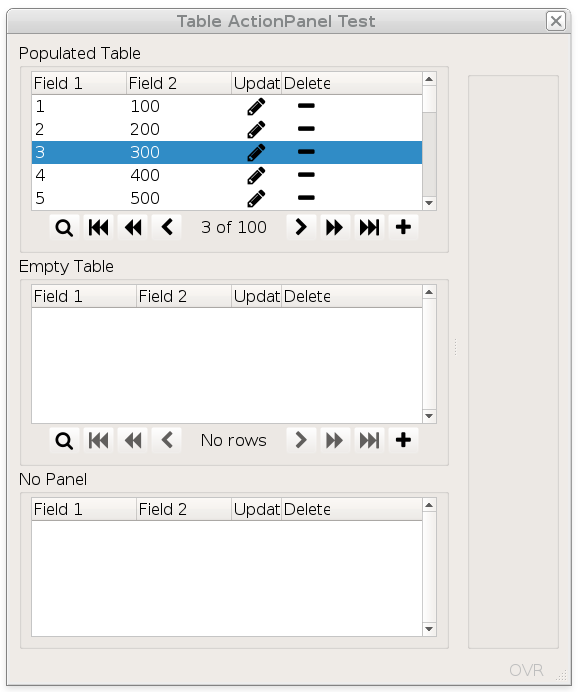 Table ActionPanel Test
Populated Table
Field 1 Field 2 Updat Delete
1 100
2 200
3 300
4 400
5 500
3 of 100
Empty Table
Field 1 Field 2 Updat Delete
No rows
No Panel
Field 1 Field 2 Updat Delete
OVR